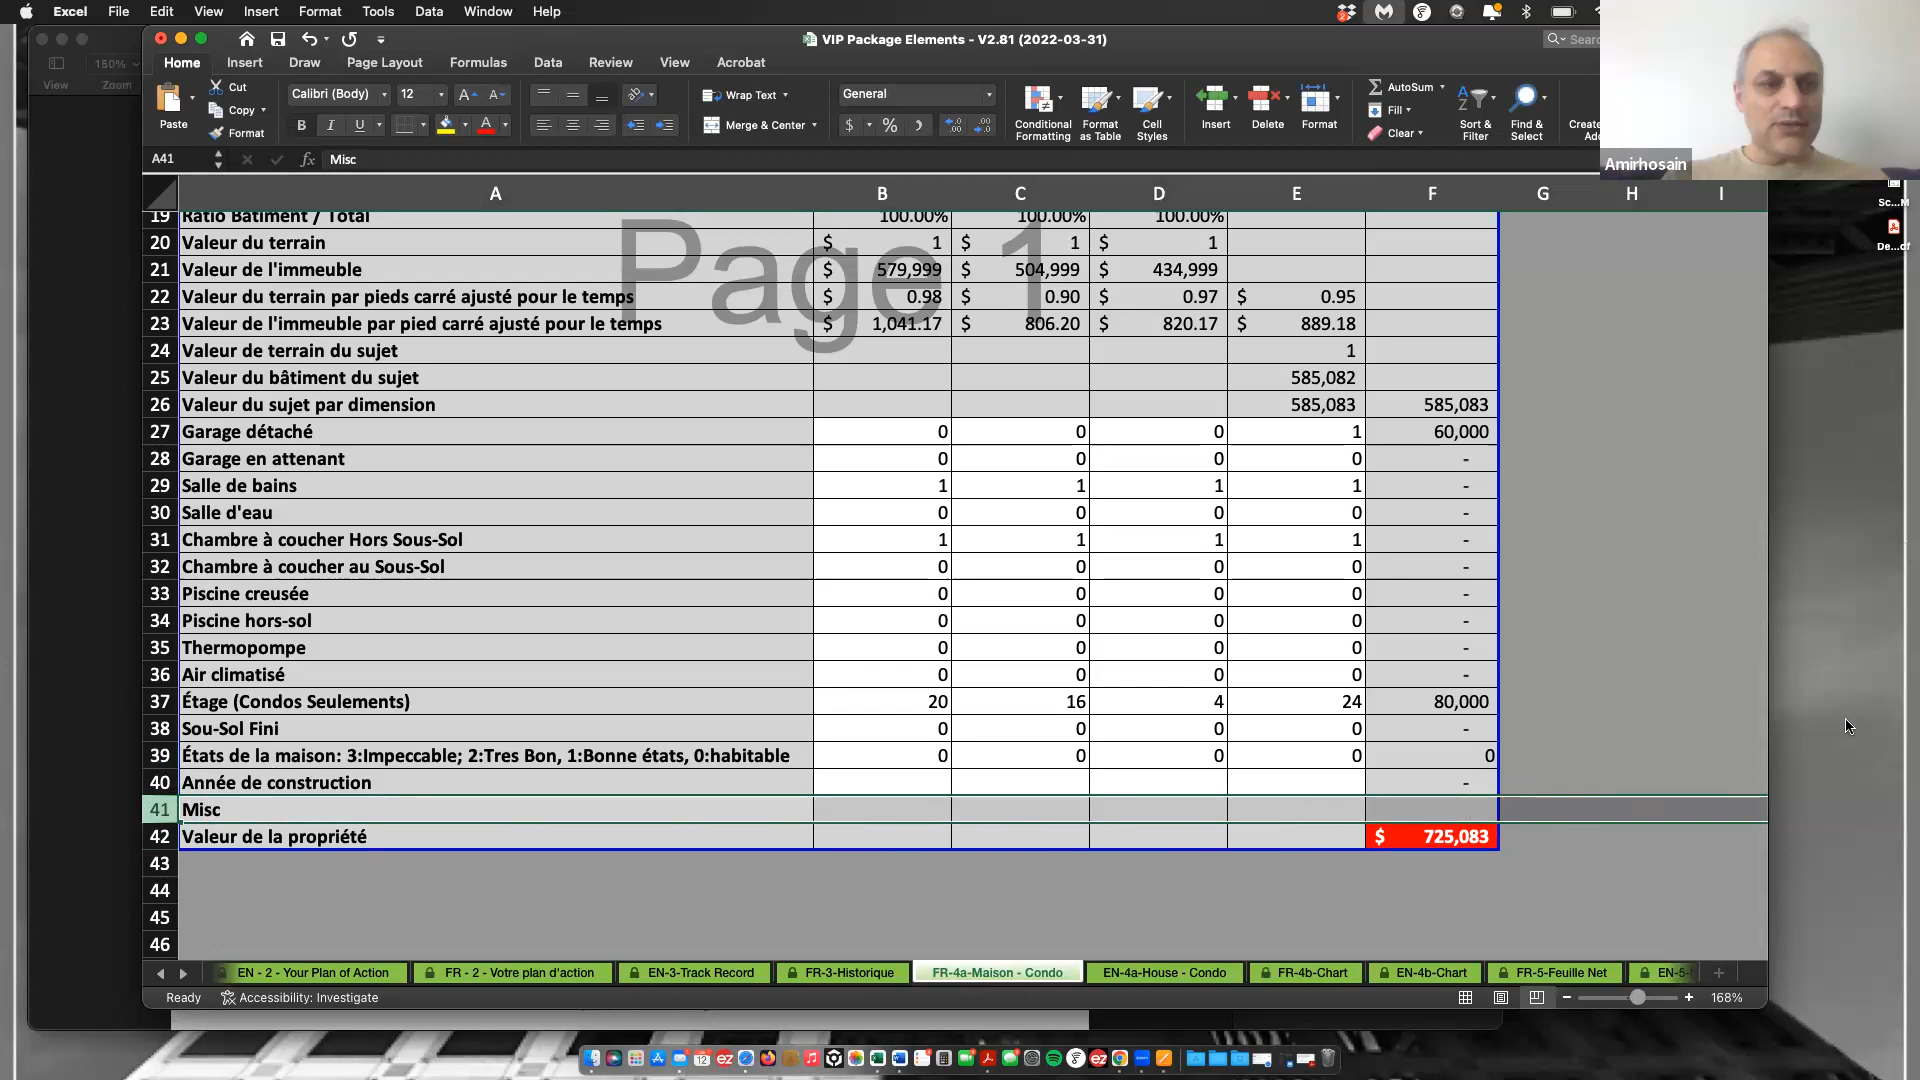 Excel File Edit View Insert Format Tools Data Window Help
VIP Package Elements - V2.81 (2022-03-31)
150%
View Zoom
Home Insert Draw Page Layout Formulas Data Review View Acrobat
Paste Cut Copy Format
Calibri (Body) 12
B I U A
Wrap Text
Merge & Center
General
$ %
Conditional Formatting
Format as Table
Cell Styles
Insert Delete Format
AutoSum
Fill
Clear
Sort & Filter
Find & Select
Amirhosain
A41 fx Misc
A B C D E F G H I
Page 1
19 Ratio Bâtiment / Total 100.00% 100.00% 100.00%
20 Valeur du terrain $ 1 $ 1 $ 1
21 Valeur de l'immeuble $ 579,999 $ 504,999 $ 434,999
22 Valeur du terrain par pieds carré ajusté pour le temps $ 0.98 $ 0.90 $ 0.97 $ 0.95
23 Valeur de l'immeuble par pied carré ajusté pour le temps $ 1,041.17 $ 806.20 $ 820.17 $ 889.18
24 Valeur de terrain du sujet 1
25 Valeur du bâtiment du sujet 585,082
26 Valeur du sujet par dimension 585,083 585,083
27 Garage détaché 0 0 0 1 60,000
28 Garage en attenant 0 0 0 0 -
29 Salle de bains 1 1 1 1 -
30 Salle d'eau 0 0 0 0 -
31 Chambre à coucher Hors Sous-Sol 1 1 1 1 -
32 Chambre à coucher au Sous-Sol 0 0 0 0 -
33 Piscine creusée 0 0 0 0 -
34 Piscine hors-sol 0 0 0 0 -
35 Thermopompe 0 0 0 0 -
36 Air climatisé 0 0 0 0 -
37 Étage (Condos Seulements) 20 16 4 24 80,000
38 Sou-Sol Fini 0 0 0 0 -
39 États de la maison: 3:Impeccable; 2:Tres Bon, 1:Bonne états, 0:habitable 0 0 0 0 0
40 Année de construction -
41 Misc
42 Valeur de la propriété $ 725,083
43
44
45
46
EN - 2 - Your Plan of Action FR - 2 - Votre plan d'action EN-3-Track Record FR-3-Historique FR-4a-Maison - Condo EN-4a-House - Condo FR-4b-Chart EN-4b-Chart FR-5-Feuille Net
Ready Accessibility: Investigate 168%
Sc...M
De...df